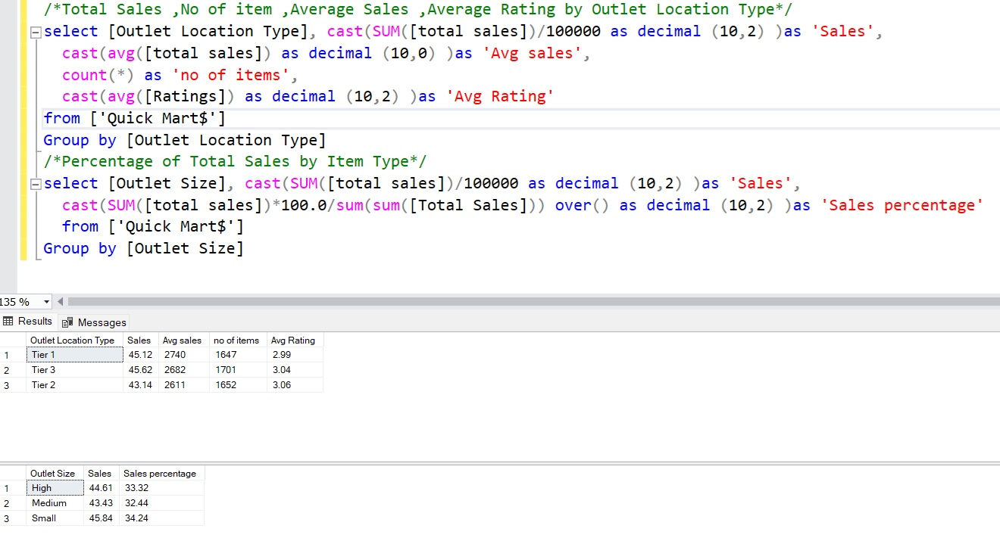 /*Total Sales ,No of item ,Average Sales ,Average Rating by Outlet Location Type*/
select [Outlet Location Type], cast(SUM([total sales])/100000 as decimal (10,2) )as 'Sales',
cast(avg([total sales]) as decimal (10,0) )as 'Avg sales',
count(*) as 'no of items',
cast(avg([Ratings]) as decimal (10,2) )as 'Avg Rating'
from ['Quick Mart$']
Group by [Outlet Location Type]
/*Percentage of Total Sales by Item Type*/
select [Outlet Size], cast(SUM([total sales])/100000 as decimal (10,2) )as 'Sales',
cast(SUM([total sales])*100.0/sum(sum([Total Sales])) over() as decimal (10,2) )as 'Sales percentage'
from ['Quick Mart$']
Group by [Outlet Size]
135 %
Results Messages
Outlet Location Type Sales Avg sales no of items Avg Rating
1 Tier 1 45.12 2740 1647 2.99
2 Tier 3 45.62 2682 1701 3.04
3 Tier 2 43.14 2611 1652 3.06
Outlet Size Sales Sales percentage
1 High 44.61 33.32
2 Medium 43.43 32.44
3 Small 45.84 34.24